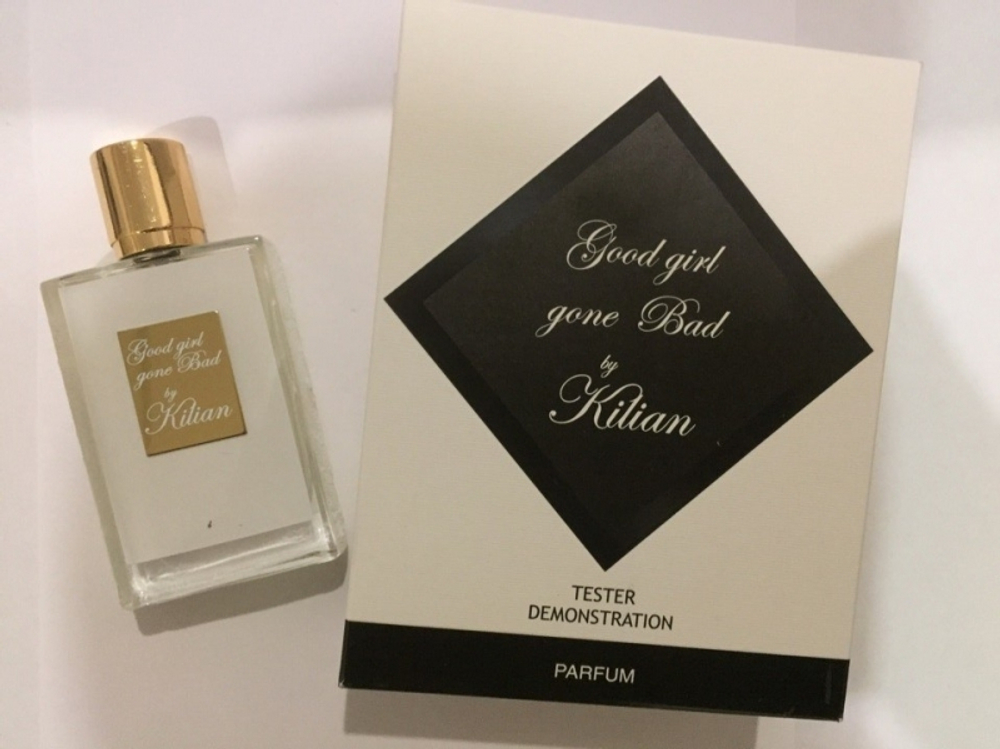 Good girl
gone Bad
by
Kilian
Good girl
gone Bad
by
Kilian
TESTER
DEMONSTRATION
PARFUM